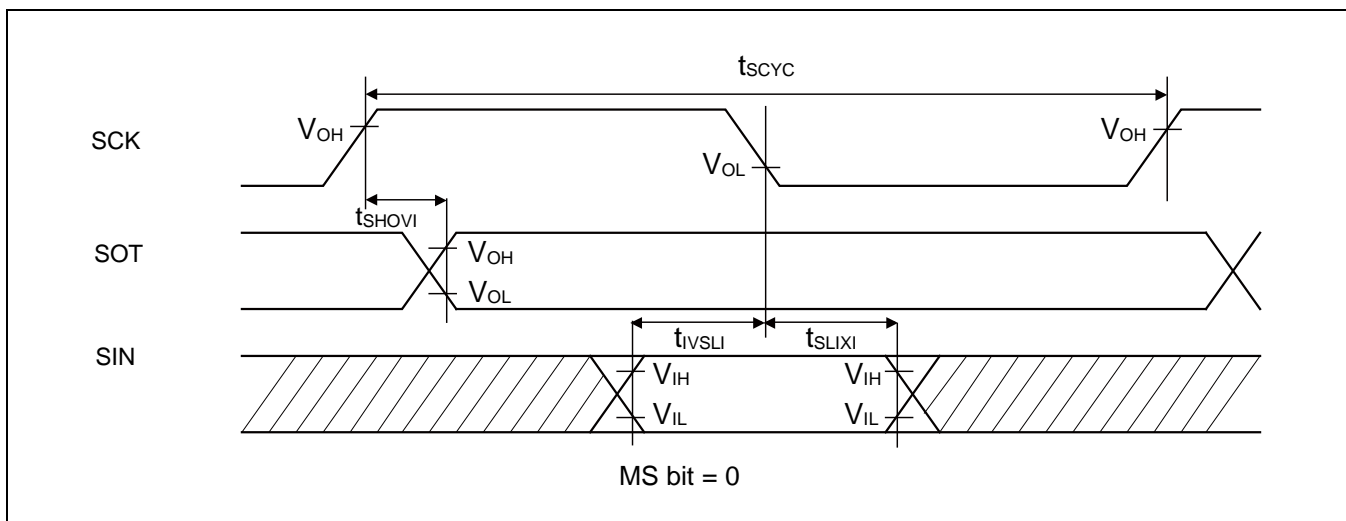 tSCYC
SCK
VOH
VOL
VOH
tSHOVI
SOT
VOH
VOL
tIVSLI
tSLIXI
SIN
VIH
VIH
VIL
VIL
MS bit = 0